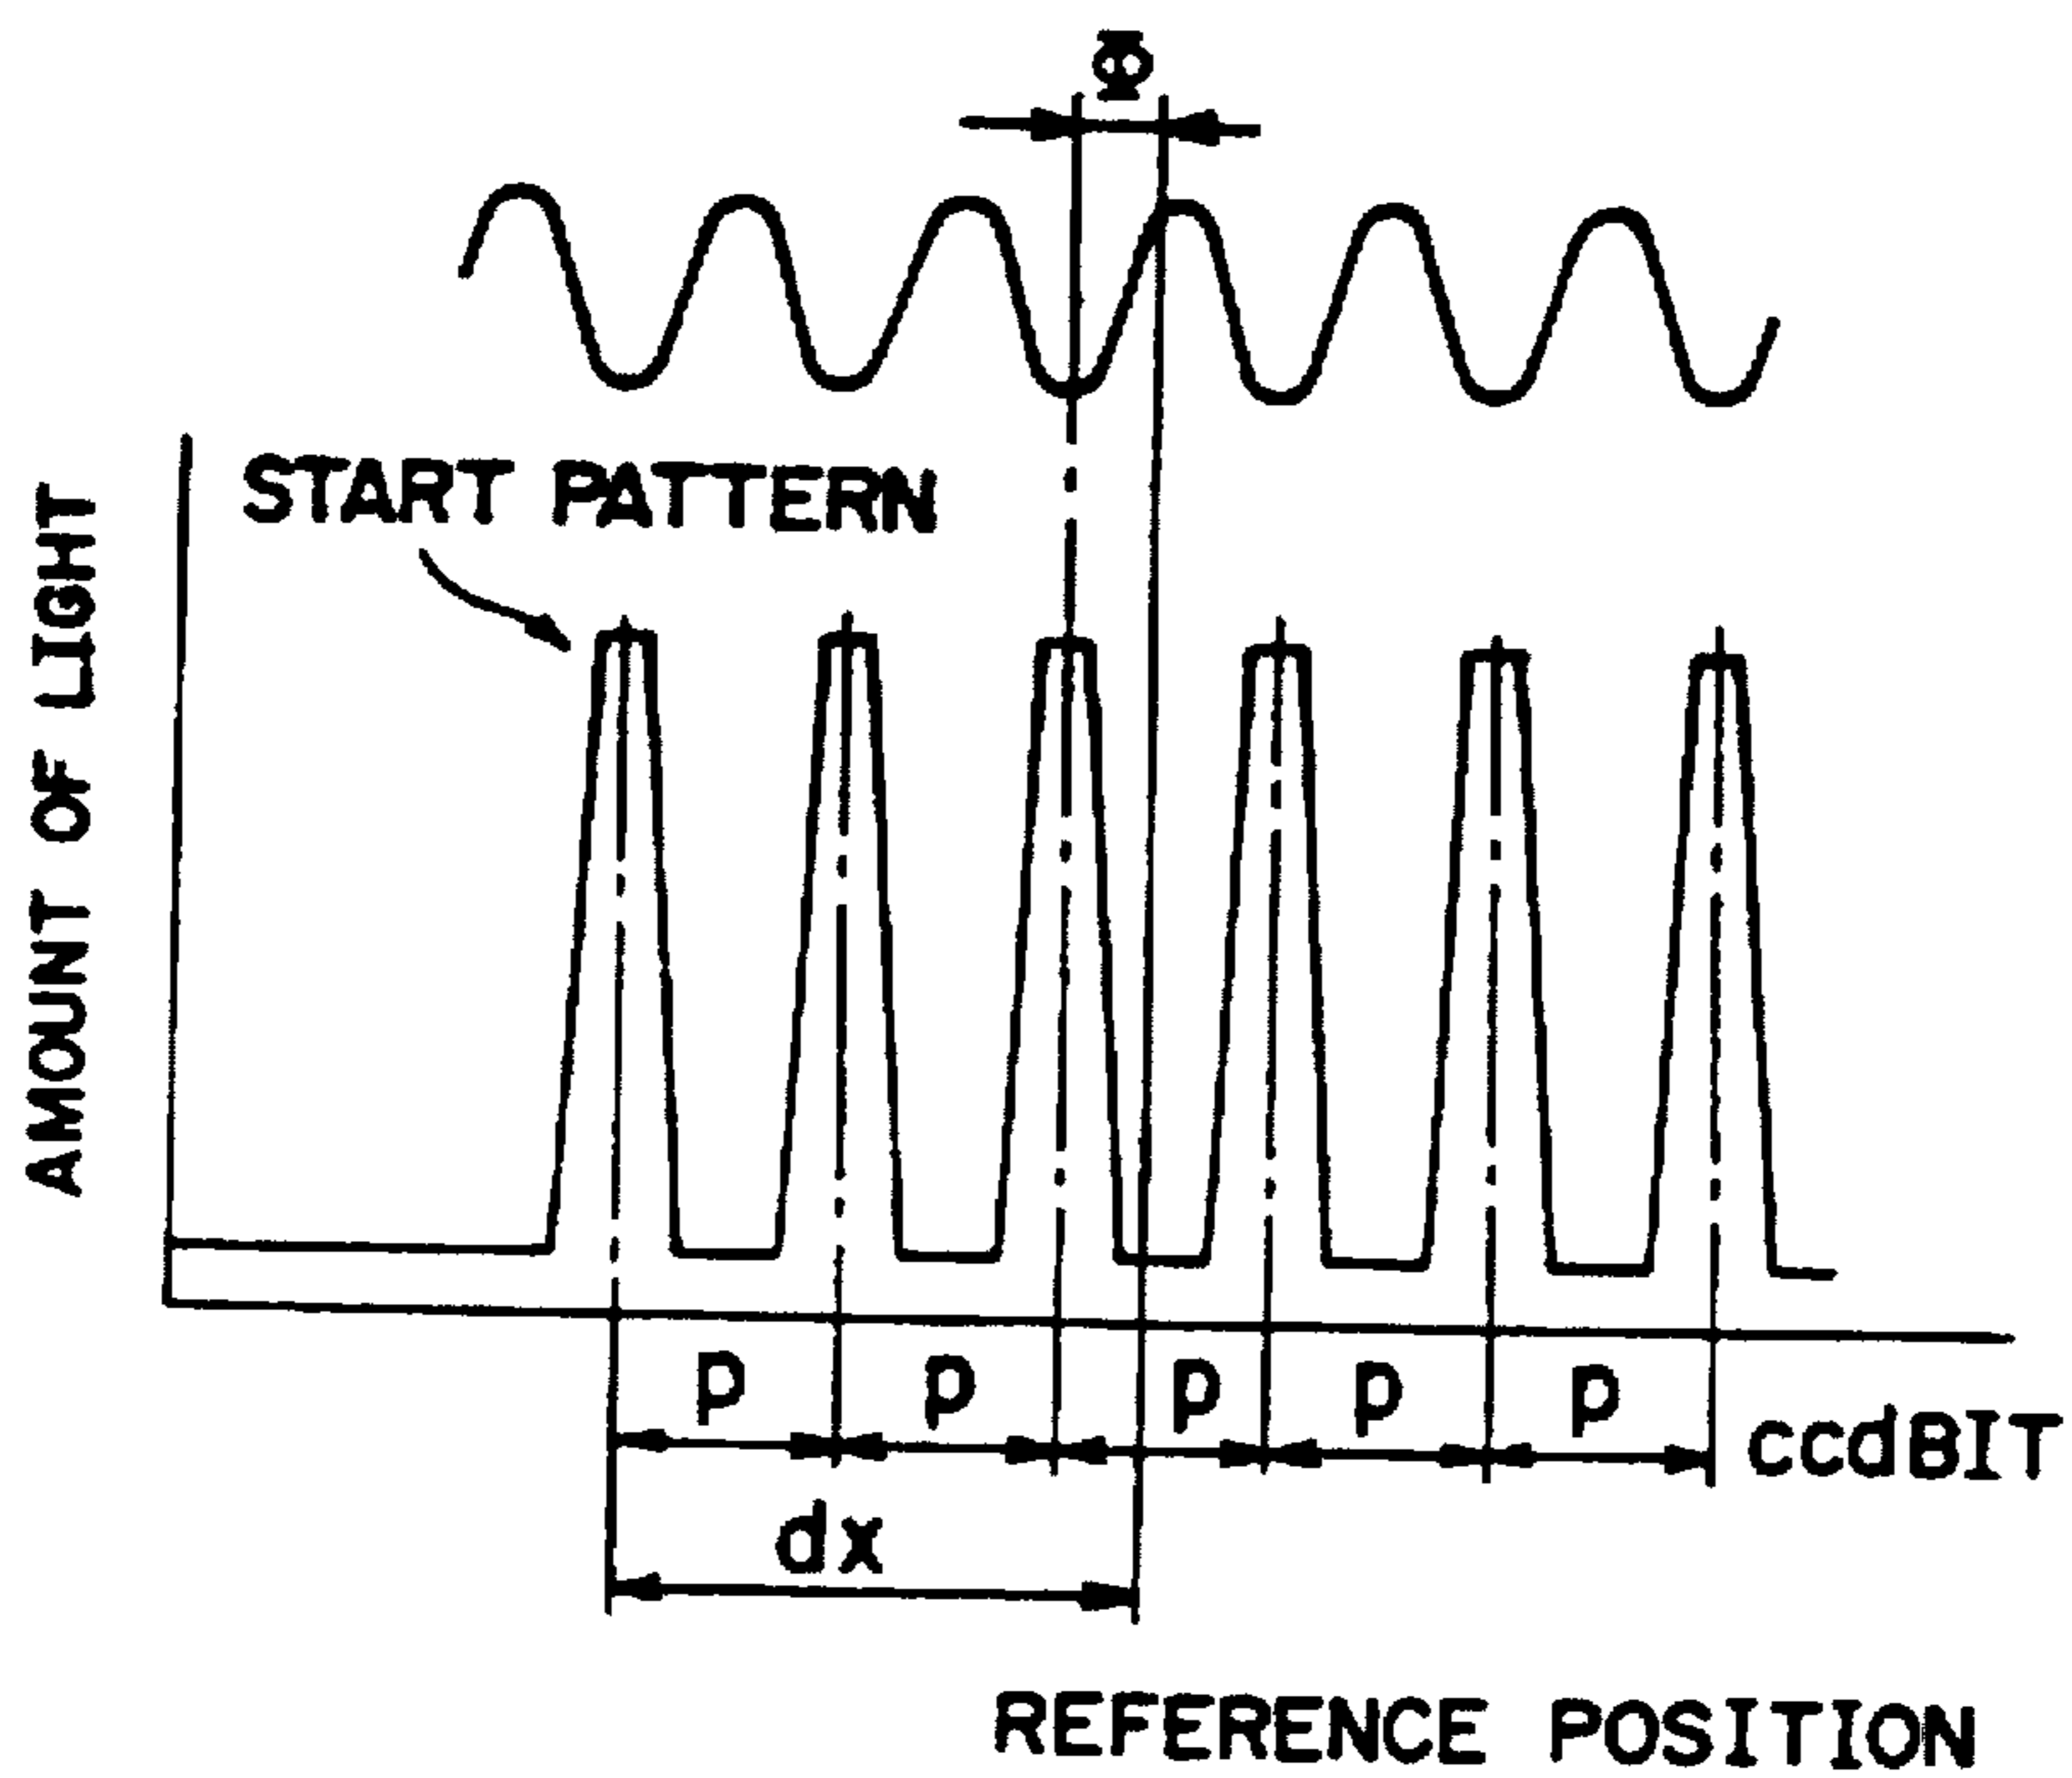 Φ
START PATTERN
AMOUNT OF LIGHT
p p p p p
ccdBIT
dx
REFERENCE POSITION